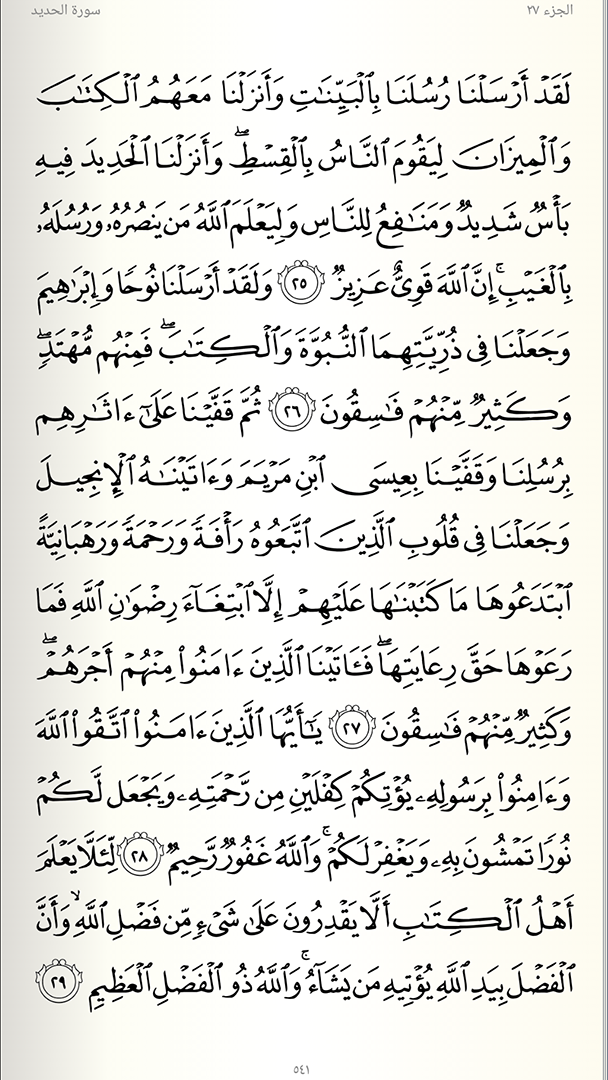 الجزء ٢٧
سورة الحديد
لَقَدۡ أَرۡسَلۡنَا رُسُلَنَا بِٱلۡبَيِّنَٰتِ وَأَنزَلۡنَا مَعَهُمُ ٱلۡكِتَٰبَ
وَٱلۡمِيزَانَ لِيَقُومَ ٱلنَّاسُ بِٱلۡقِسۡطِۖ وَأَنزَلۡنَا ٱلۡحَدِيدَ فِيهِ
بَأۡسٞ شَدِيدٞ وَمَنَٰفِعُ لِلنَّاسِ وَلِيَعۡلَمَ ٱللَّهُ مَن يَنصُرُهُۥ وَرُسُلَهُۥ
بِٱلۡغَيۡبِۚ إِنَّ ٱللَّهَ قَوِيٌّ عَزِيزٞ ٢٥ وَلَقَدۡ أَرۡسَلۡنَا نُوحٗا وَإِبۡرَٰهِيمَ
وَجَعَلۡنَا فِي ذُرِّيَّتِهِمَا ٱلنُّبُوَّةَ وَٱلۡكِتَٰبَۖ فَمِنۡهُم مُّهۡتَدٖۖ
وَكَثِيرٞ مِّنۡهُمۡ فَٰسِقُونَ ٢٦ ثُمَّ قَفَّيۡنَا عَلَىٰٓ ءَاثَٰرِهِم
بِرُسُلِنَا وَقَفَّيۡنَا بِعِيسَى ٱبۡنِ مَرۡيَمَ وَءَاتَيۡنَٰهُ ٱلۡإِنجِيلَ
وَجَعَلۡنَا فِي قُلُوبِ ٱلَّذِينَ ٱتَّبَعُوهُ رَأۡفَةٗ وَرَحۡمَةٗۚ وَرَهۡبَانِيَّةً
ٱبۡتَدَعُوهَا مَا كَتَبۡنَٰهَا عَلَيۡهِمۡ إِلَّا ٱبۡتِغَآءَ رِضۡوَٰنِ ٱللَّهِ فَمَا
رَعَوۡهَا حَقَّ رِعَايَتِهَاۖ فَـَٔاتَيۡنَا ٱلَّذِينَ ءَامَنُواْ مِنۡهُمۡ أَجۡرَهُمۡۖ
وَكَثِيرٞ مِّنۡهُمۡ فَٰسِقُونَ ٢٧ يَٰٓأَيُّهَا ٱلَّذِينَ ءَامَنُواْ ٱتَّقُواْ ٱللَّهَ
وَءَامِنُواْ بِرَسُولِهِۦ يُؤۡتِكُمۡ كِفۡلَيۡنِ مِن رَّحۡمَتِهِۦ وَيَجۡعَل لَّكُمۡ
نُورٗا تَمۡشُونَ بِهِۦ وَيَغۡفِرۡ لَكُمۡۚ وَٱللَّهُ غَفُورٞ رَّحِيمٞ ٢٨ لِّئَلَّا يَعۡلَمَ
أَهۡلُ ٱلۡكِتَٰبِ أَلَّا يَقۡدِرُونَ عَلَىٰ شَيۡءٖ مِّن فَضۡلِ ٱللَّهِ وَأَنَّ
ٱلۡفَضۡلَ بِيَدِ ٱللَّهِ يُؤۡتِيهِ مَن يَشَآءُۚ وَٱللَّهُ ذُو ٱلۡفَضۡلِ ٱلۡعَظِيمِ ٢٩
٥٤١